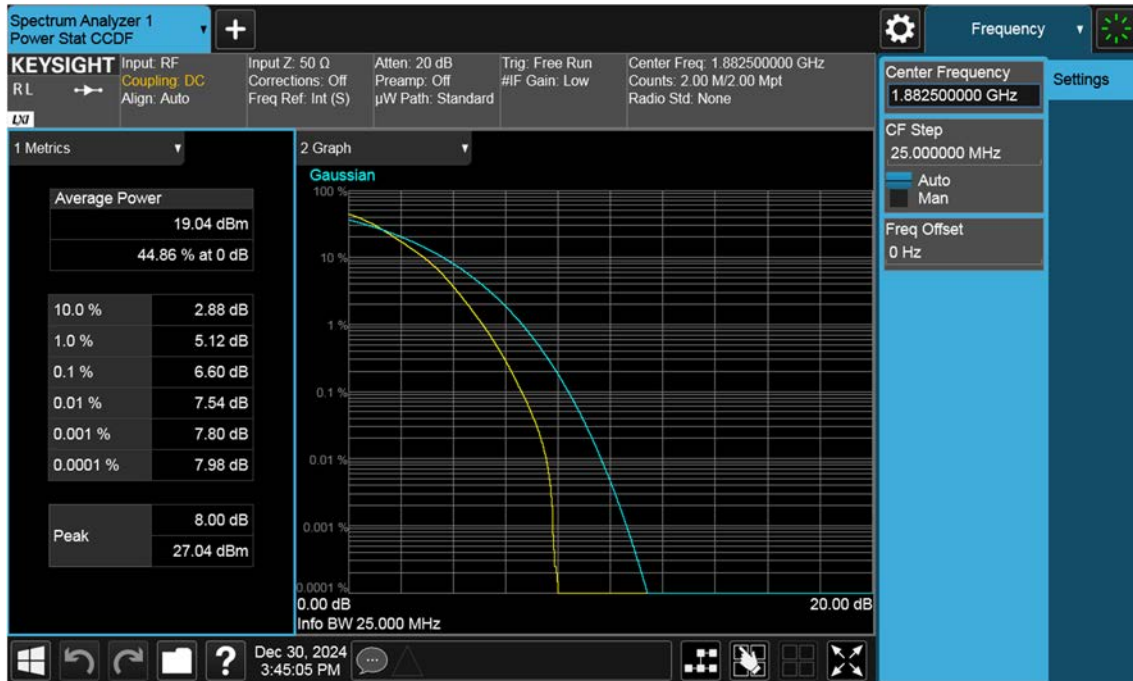 Spectrum Analyzer 1
Power Stat CCDF
Frequency
KEYSIGHT
RL
LXI
Input: RF
Coupling: DC
Align: Auto
Input Z: 50 Ω
Corrections: Off
Freq Ref: Int (S)
Atten: 20 dB
Preamp: Off
µW Path: Standard
Trig: Free Run
#IF Gain: Low
Center Freq: 1.882500000 GHz
Counts: 2.00 M/2.00 Mpt
Radio Std: None
Center Frequency
1.882500000 GHz
Settings
CF Step
25.000000 MHz
Auto
Man
Freq Offset
0 Hz
1 Metrics
Average Power
19.04 dBm
44.86 % at 0 dB
10.0 % 2.88 dB
1.0 % 5.12 dB
0.1 % 6.60 dB
0.01 % 7.54 dB
0.001 % 7.80 dB
0.0001 % 7.98 dB
Peak
8.00 dB
27.04 dBm
2 Graph
Gaussian
100 %
10 %
1 %
0.1 %
0.01 %
0.001 %
0.0001 %
0.00 dB 20.00 dB
Info BW 25.000 MHz
?
Dec 30, 2024
3:45:05 PM